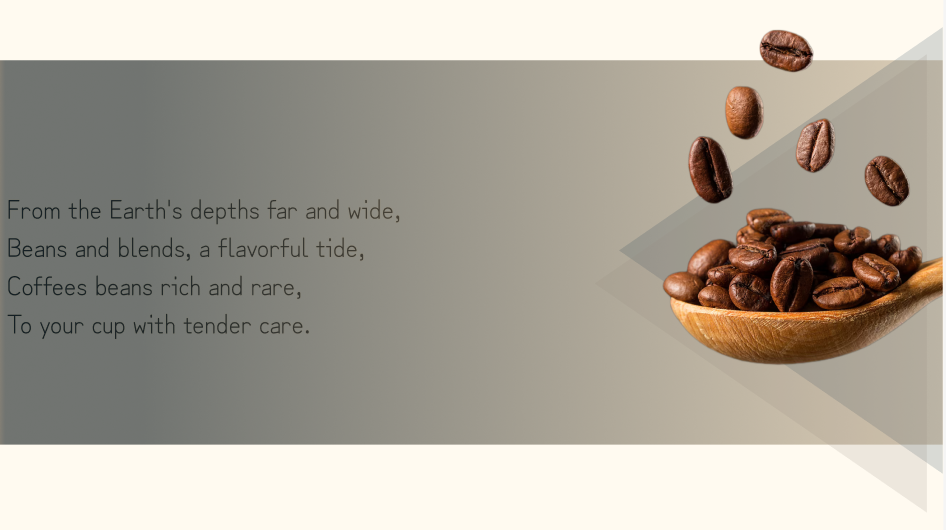 From the Earth's depths far and wide,
Beans and blends, a flavorful tide,
Coffees beans rich and rare,
To your cup with tender care.